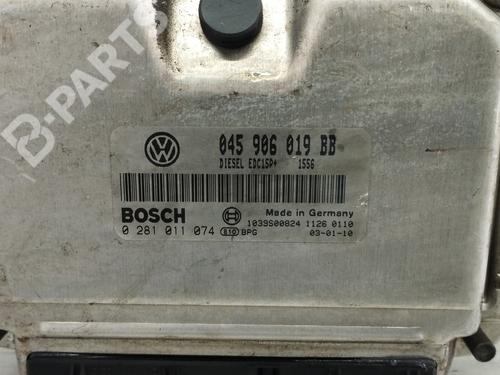 B-PARTS
045 906 019 BB
DIESEL EDC15P+ 1556
BOSCH
Made in Germany
1039S00824 1126 0110
0 281 011 074 e10 BPG 03-01-10